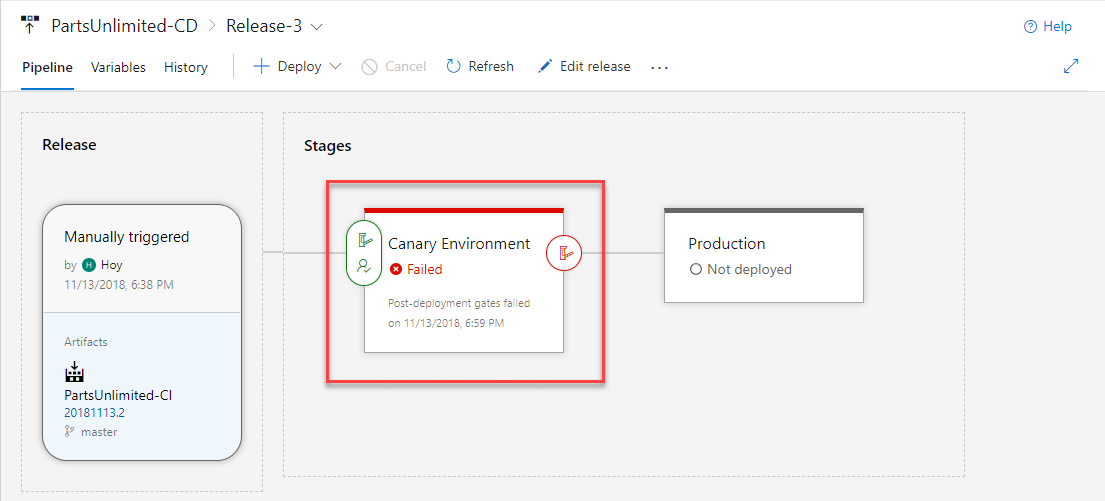 PartsUnlimited-CD > Release-3
Help
Pipeline Variables History Deploy Cancel Refresh Edit release ...
Release
Manually triggered
by H Hoy
11/13/2018, 6:38 PM
Artifacts
PartsUnlimited-CI
20181113.2
master
Stages
Canary Environment
Failed
Post-deployment gates failed
on 11/13/2018, 6:59 PM
Production
Not deployed